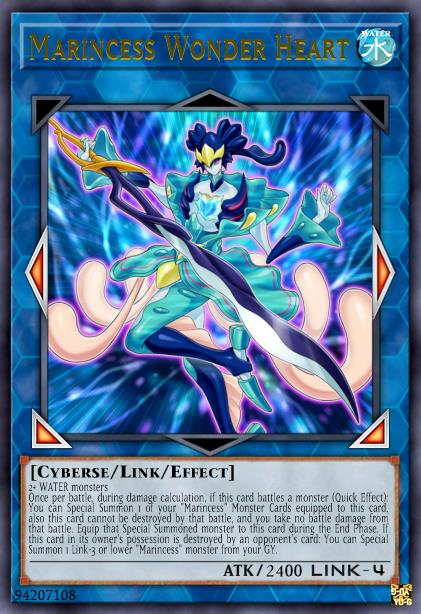 Marincess Wonder Heart
WATER
水
[Cyberse/Link/Effect]
2+ WATER monsters
Once per battle, during damage calculation, if this card battles a monster (Quick Effect):
You can Special Summon 1 of your "Marincess" Monster Cards equipped to this card,
also this card cannot be destroyed by that battle, and you take no battle damage from
that battle. Equip that Special Summoned monster to this card during the End Phase. If
this card in its owner's possession is destroyed by an opponent's card: You can Special
Summon 1 Link-3 or lower "Marincess" monster from your GY.
ATK/2400 LINK-4
94207108